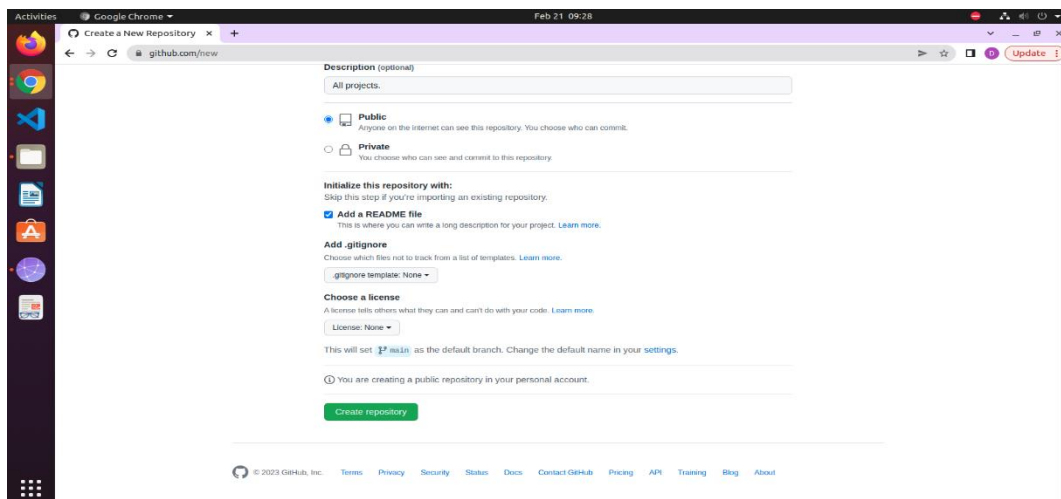 Activities Google Chrome Feb 21 09:28
Create a New Repository
github.com/new D Update
Description (optional)
All projects.
Public
Anyone on the internet can see this repository. You choose who can commit.
Private
You choose who can see and commit to this repository.
Initialize this repository with:
Skip this step if you're importing an existing repository.
Add a README file
This is where you can write a long description for your project. Learn more.
Add .gitignore
Choose which files not to track from a list of templates. Learn more.
.gitignore template: None
Choose a license
A license tells others what they can and can't do with your code. Learn more.
License: None
This will set main as the default branch. Change the default name in your settings.
You are creating a public repository in your personal account.
Create repository
© 2023 GitHub, Inc. Terms Privacy Security Status Docs Contact GitHub Pricing API Training Blog About